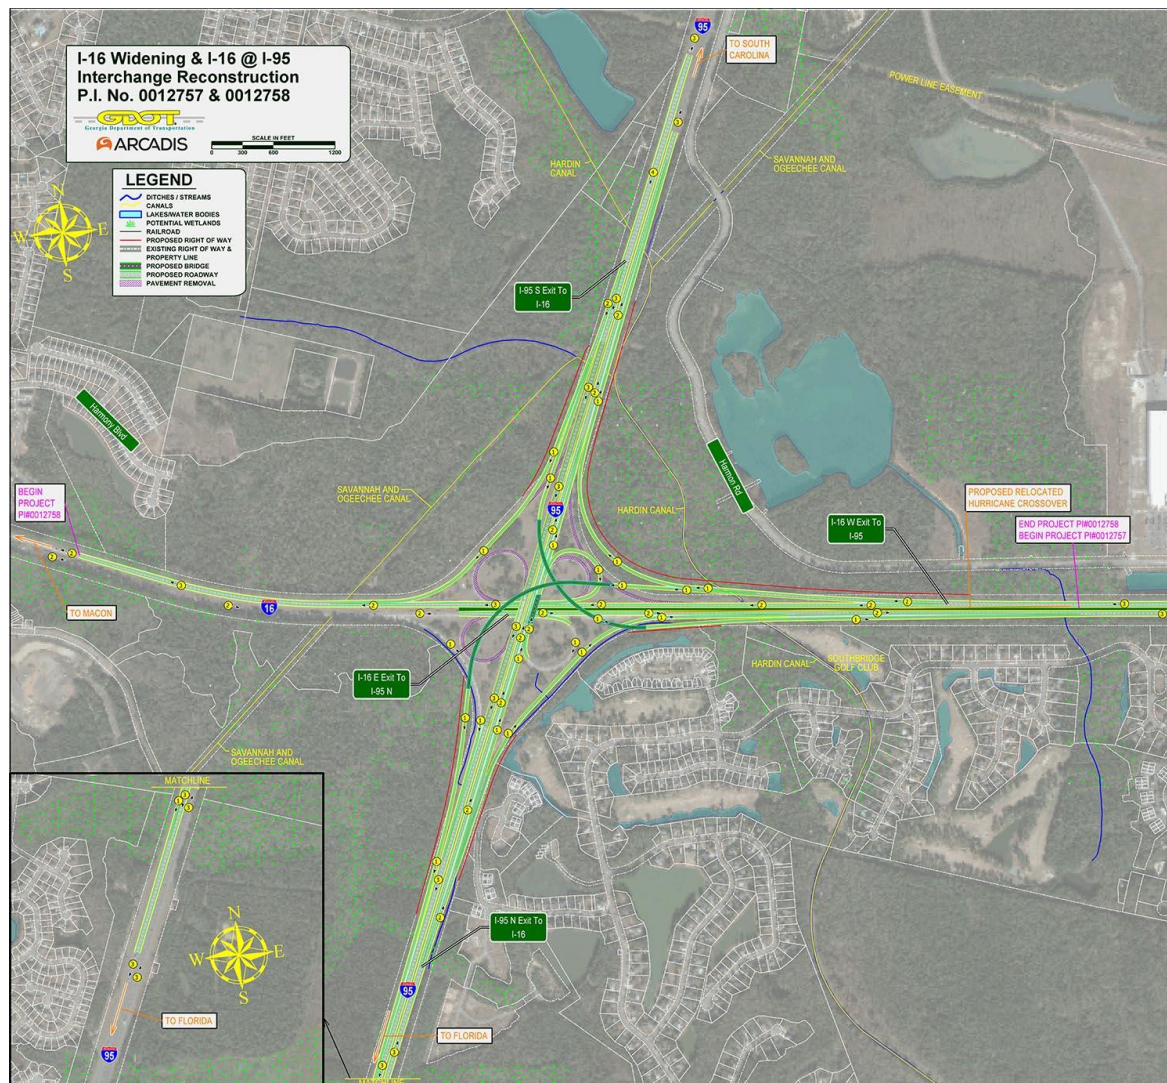 I-16 Widening & I-16 @ I-95
Interchange Reconstruction
P.I. No. 0012757 & 0012758
GDOT
Georgia Department of Transportation
ARCADIS
SCALE IN FEET
0 300 600 1200
LEGEND
DITCHES / STREAMS
CANALS
LAKES/WATER BODIES
POTENTIAL WETLANDS
RAILROAD
PROPOSED RIGHT OF WAY
EXISTING RIGHT OF WAY &
PROPERTY LINE
PROPOSED BRIDGE
PROPOSED ROADWAY
PAVEMENT REMOVAL
N
W E
S
95
TO SOUTH
CAROLINA
POWER LINE EASEMENT
HARDIN
CANAL
SAVANNAH AND
OGEECHEE CANAL
I-95 S Exit To
I-16
Harmony Blvd
Harmon Rd
BEGIN
PROJECT
PI#0012758
SAVANNAH AND
OGEECHEE CANAL
95
HARDIN CANAL
PROPOSED RELOCATED
HURRICANE CROSSOVER
I-16 W Exit To
I-95
END PROJECT PI#0012758
BEGIN PROJECT PI#0012757
TO MACON
16
I-16 E Exit To
I-95 N
HARDIN CANAL
SOUTHBRIDGE
GOLF CLUB
SAVANNAH AND
OGEECHEE CANAL
MATCHLINE
N
W E
S
TO FLORIDA
95
I-95 N Exit To
I-16
95
TO FLORIDA
MATCHLINE